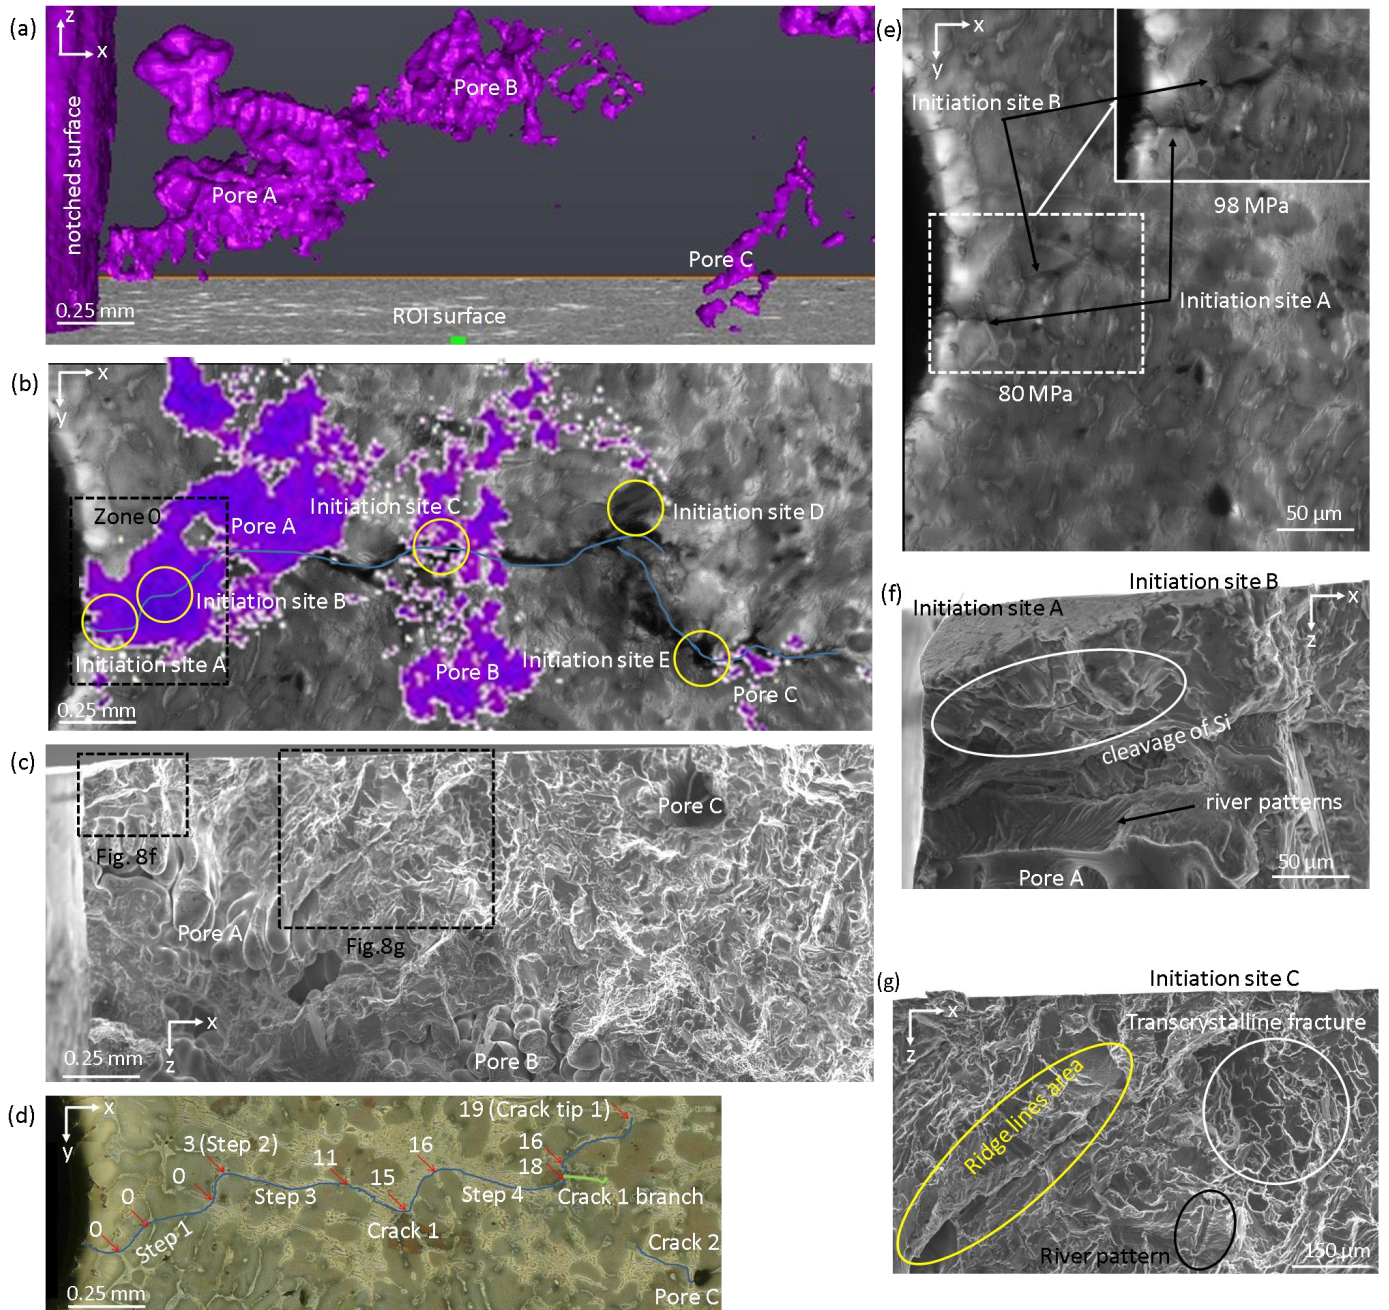 (a)
z
x
notched surface
Pore A
Pore B
Pore C
0.25 mm
ROI surface
(b)
x
y
Zone 0
Pore A
Initiation site C
Initiation site D
Initiation site B
Initiation site A
Pore B
Initiation site E
Pore C
0.25 mm
(c)
Fig. 8f
Pore A
Fig.8g
Pore C
Pore B
x
z
0.25 mm
(d)
x
y
0
0
0
Step 1
3 (Step 2)
Step 3
11
15
Crack 1
16
Step 4
19 (Crack tip 1)
16
18
Crack 1 branch
Crack 2
Pore C
0.25 mm
(e)
x
y
Initiation site B
98 MPa
Initiation site A
80 MPa
50 µm
(f)
Initiation site B
Initiation site A
x
z
cleavage of Si
river patterns
Pore A
50 µm
(g)
Initiation site C
x
z
Transcrystalline fracture
Ridge lines area
River pattern
150 µm